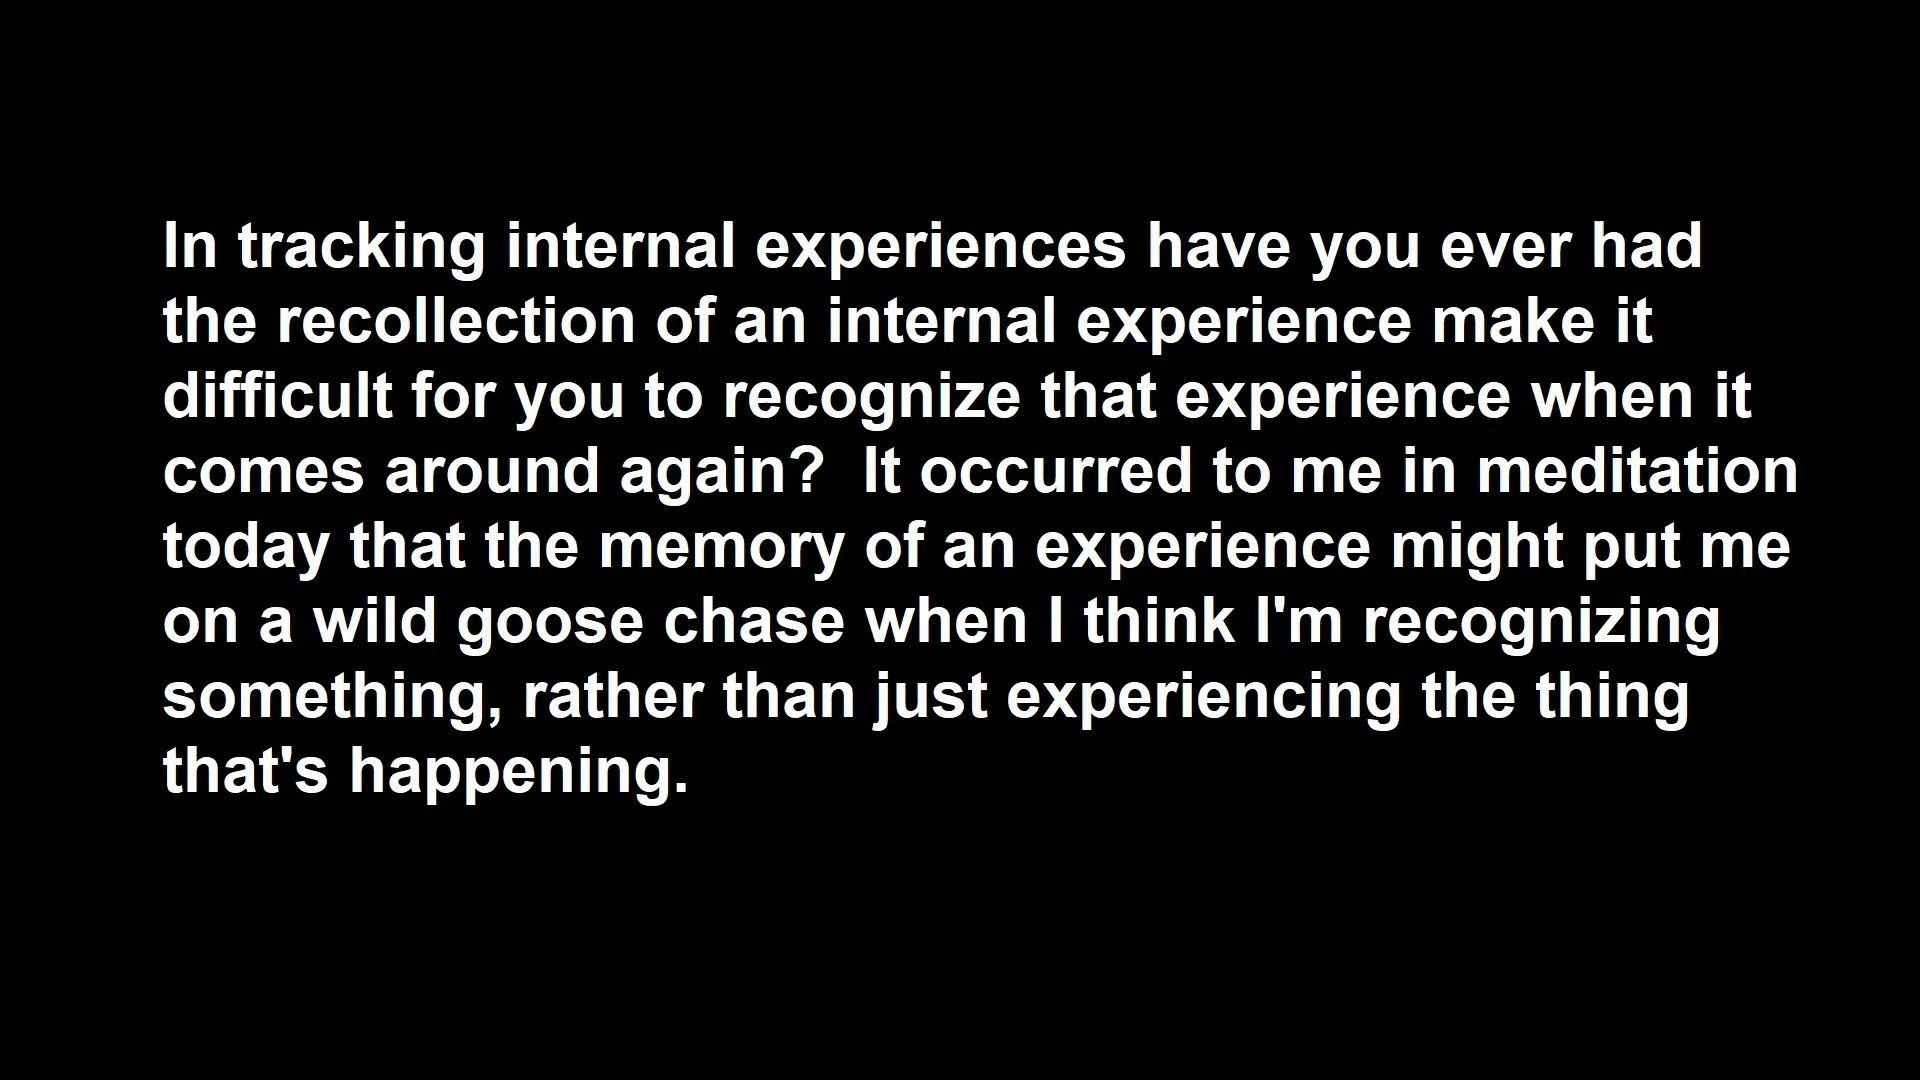 In tracking internal experiences have you ever had
the recollection of an internal experience make it
difficult for you to recognize that experience when it
comes around again?  It occurred to me in meditation
today that the memory of an experience might put me
on a wild goose chase when I think I'm recognizing
something, rather than just experiencing the thing
that's happening.